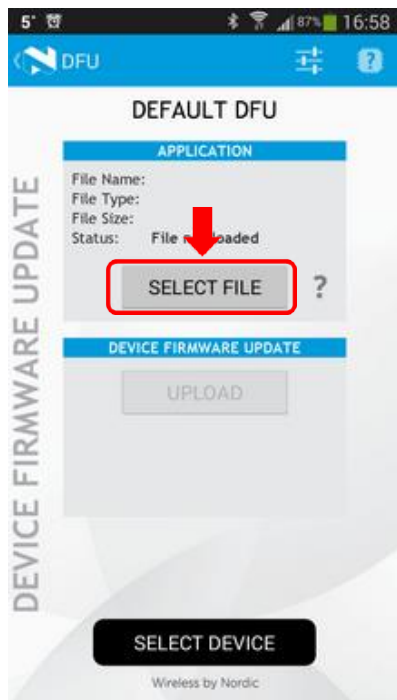 5° 87% 16:58
DFU ?
DEFAULT DFU
DEVICE FIRMWARE UPDATE
APPLICATION
File Name:
File Type:
File Size:
Status: File loaded
SELECT FILE ?
DEVICE FIRMWARE UPDATE
UPLOAD
SELECT DEVICE
Wireless by Nordic